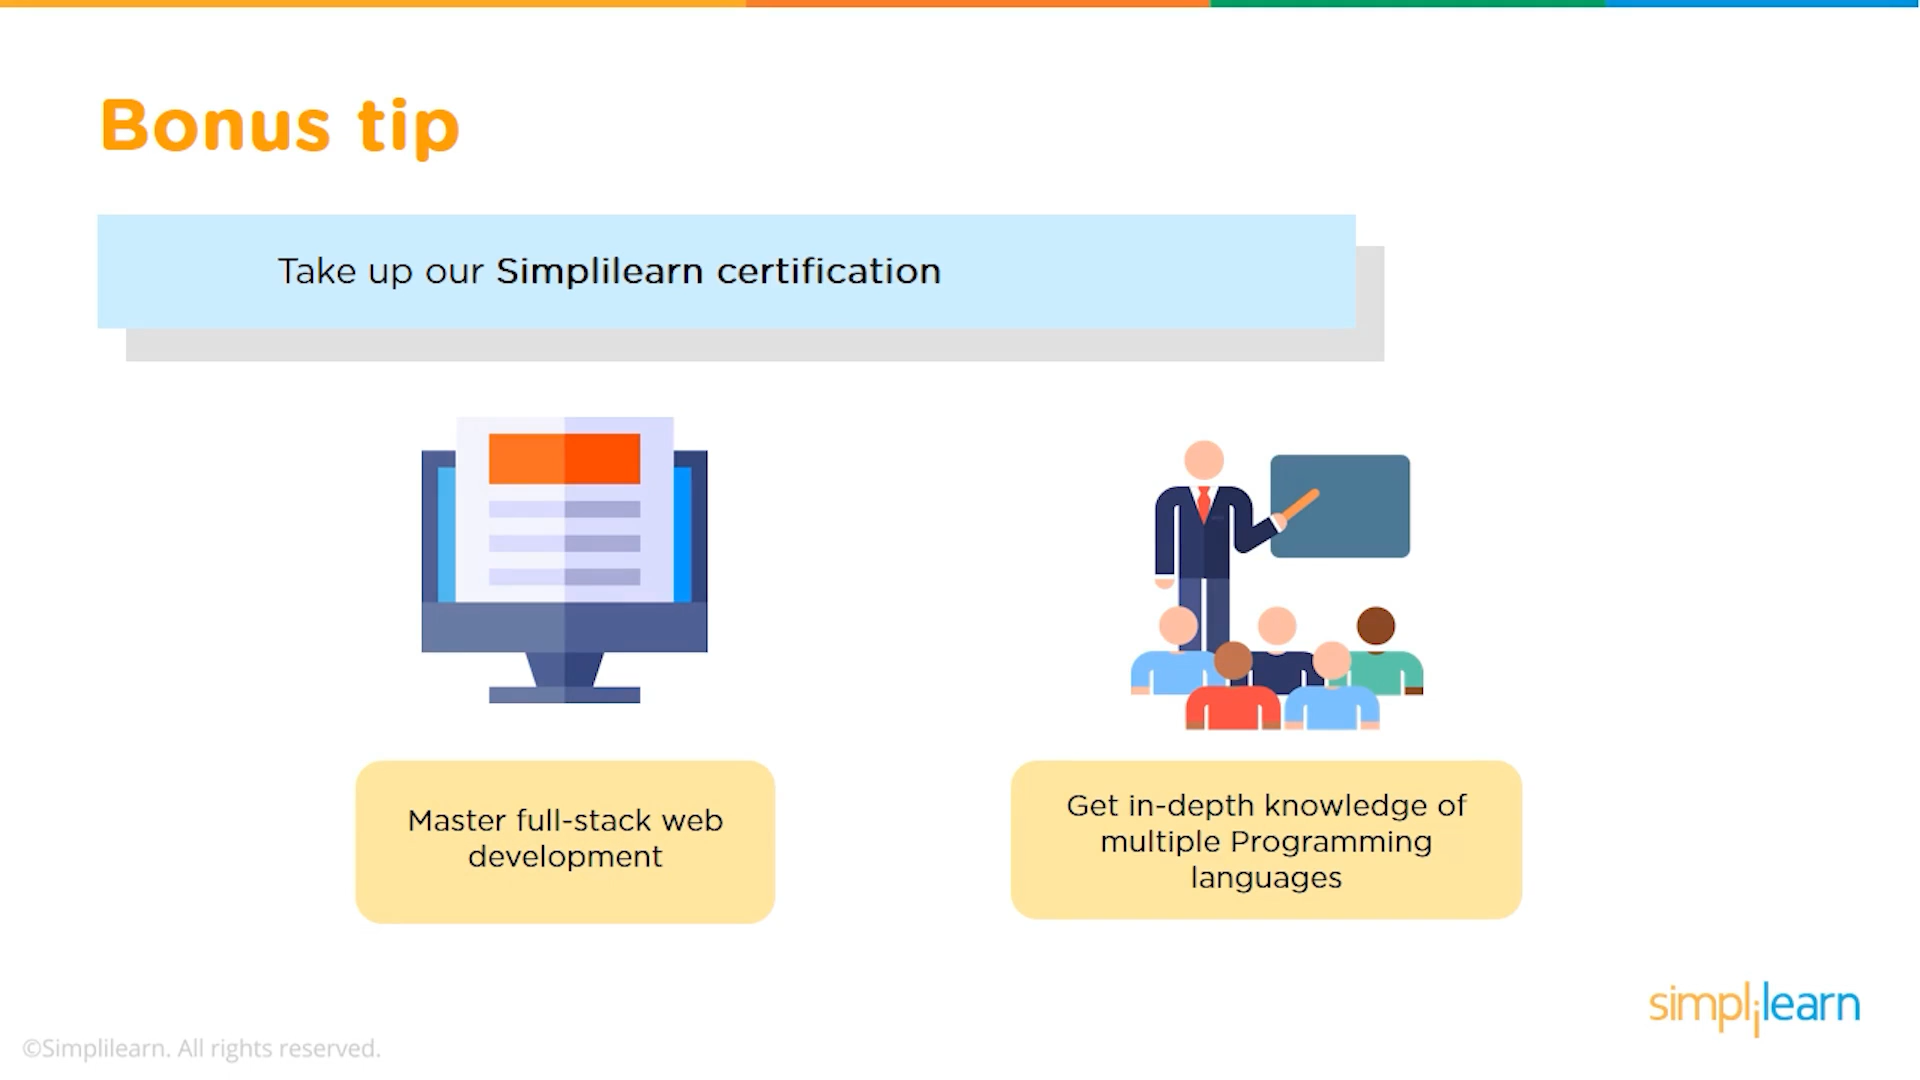 Bonus tip
Take up our Simplilearn certification
Master full-stack web
development
Get in-depth knowledge of
multiple Programming
languages
simplilearn
©Simplilearn. All rights reserved.